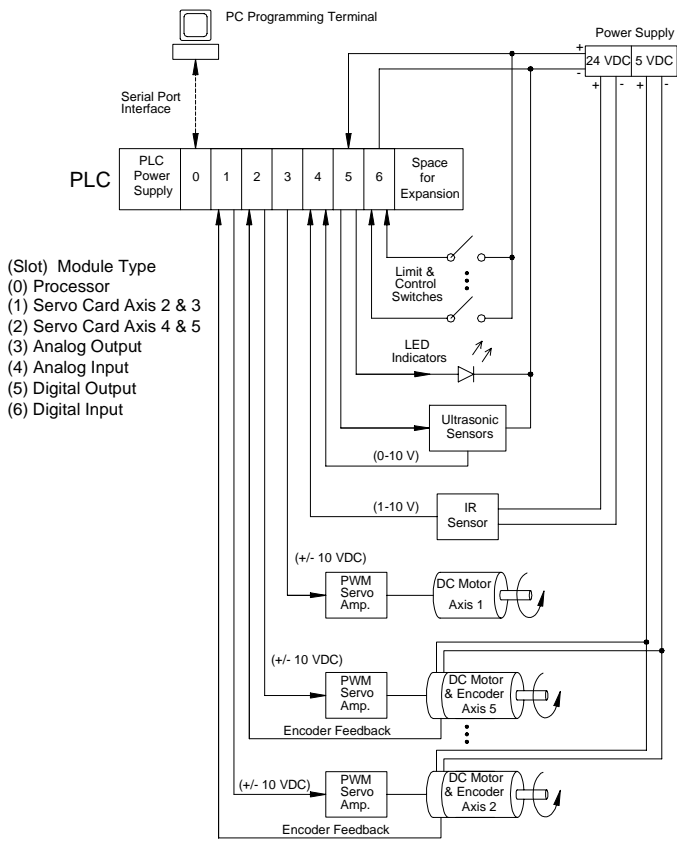 PC Programming Terminal
Power Supply
+
-
24 VDC
5 VDC
+
-
+
-
Serial Port
Interface
PLC
PLC
Power
Supply
0
1
2
3
4
5
6
Space
for
Expansion
(Slot) Module Type
(0) Processor
(1) Servo Card Axis 2 & 3
(2) Servo Card Axis 4 & 5
(3) Analog Output
(4) Analog Input
(5) Digital Output
(6) Digital Input
Limit &
Control
Switches
LED
Indicators
Ultrasonic
Sensors
(0-10 V)
(1-10 V)
IR
Sensor
(+/- 10 VDC)
PWM
Servo
Amp.
DC Motor
Axis 1
(+/- 10 VDC)
PWM
Servo
Amp.
DC Motor
& Encoder
Axis 5
Encoder Feedback
(+/- 10 VDC)
PWM
Servo
Amp.
DC Motor
& Encoder
Axis 2
Encoder Feedback